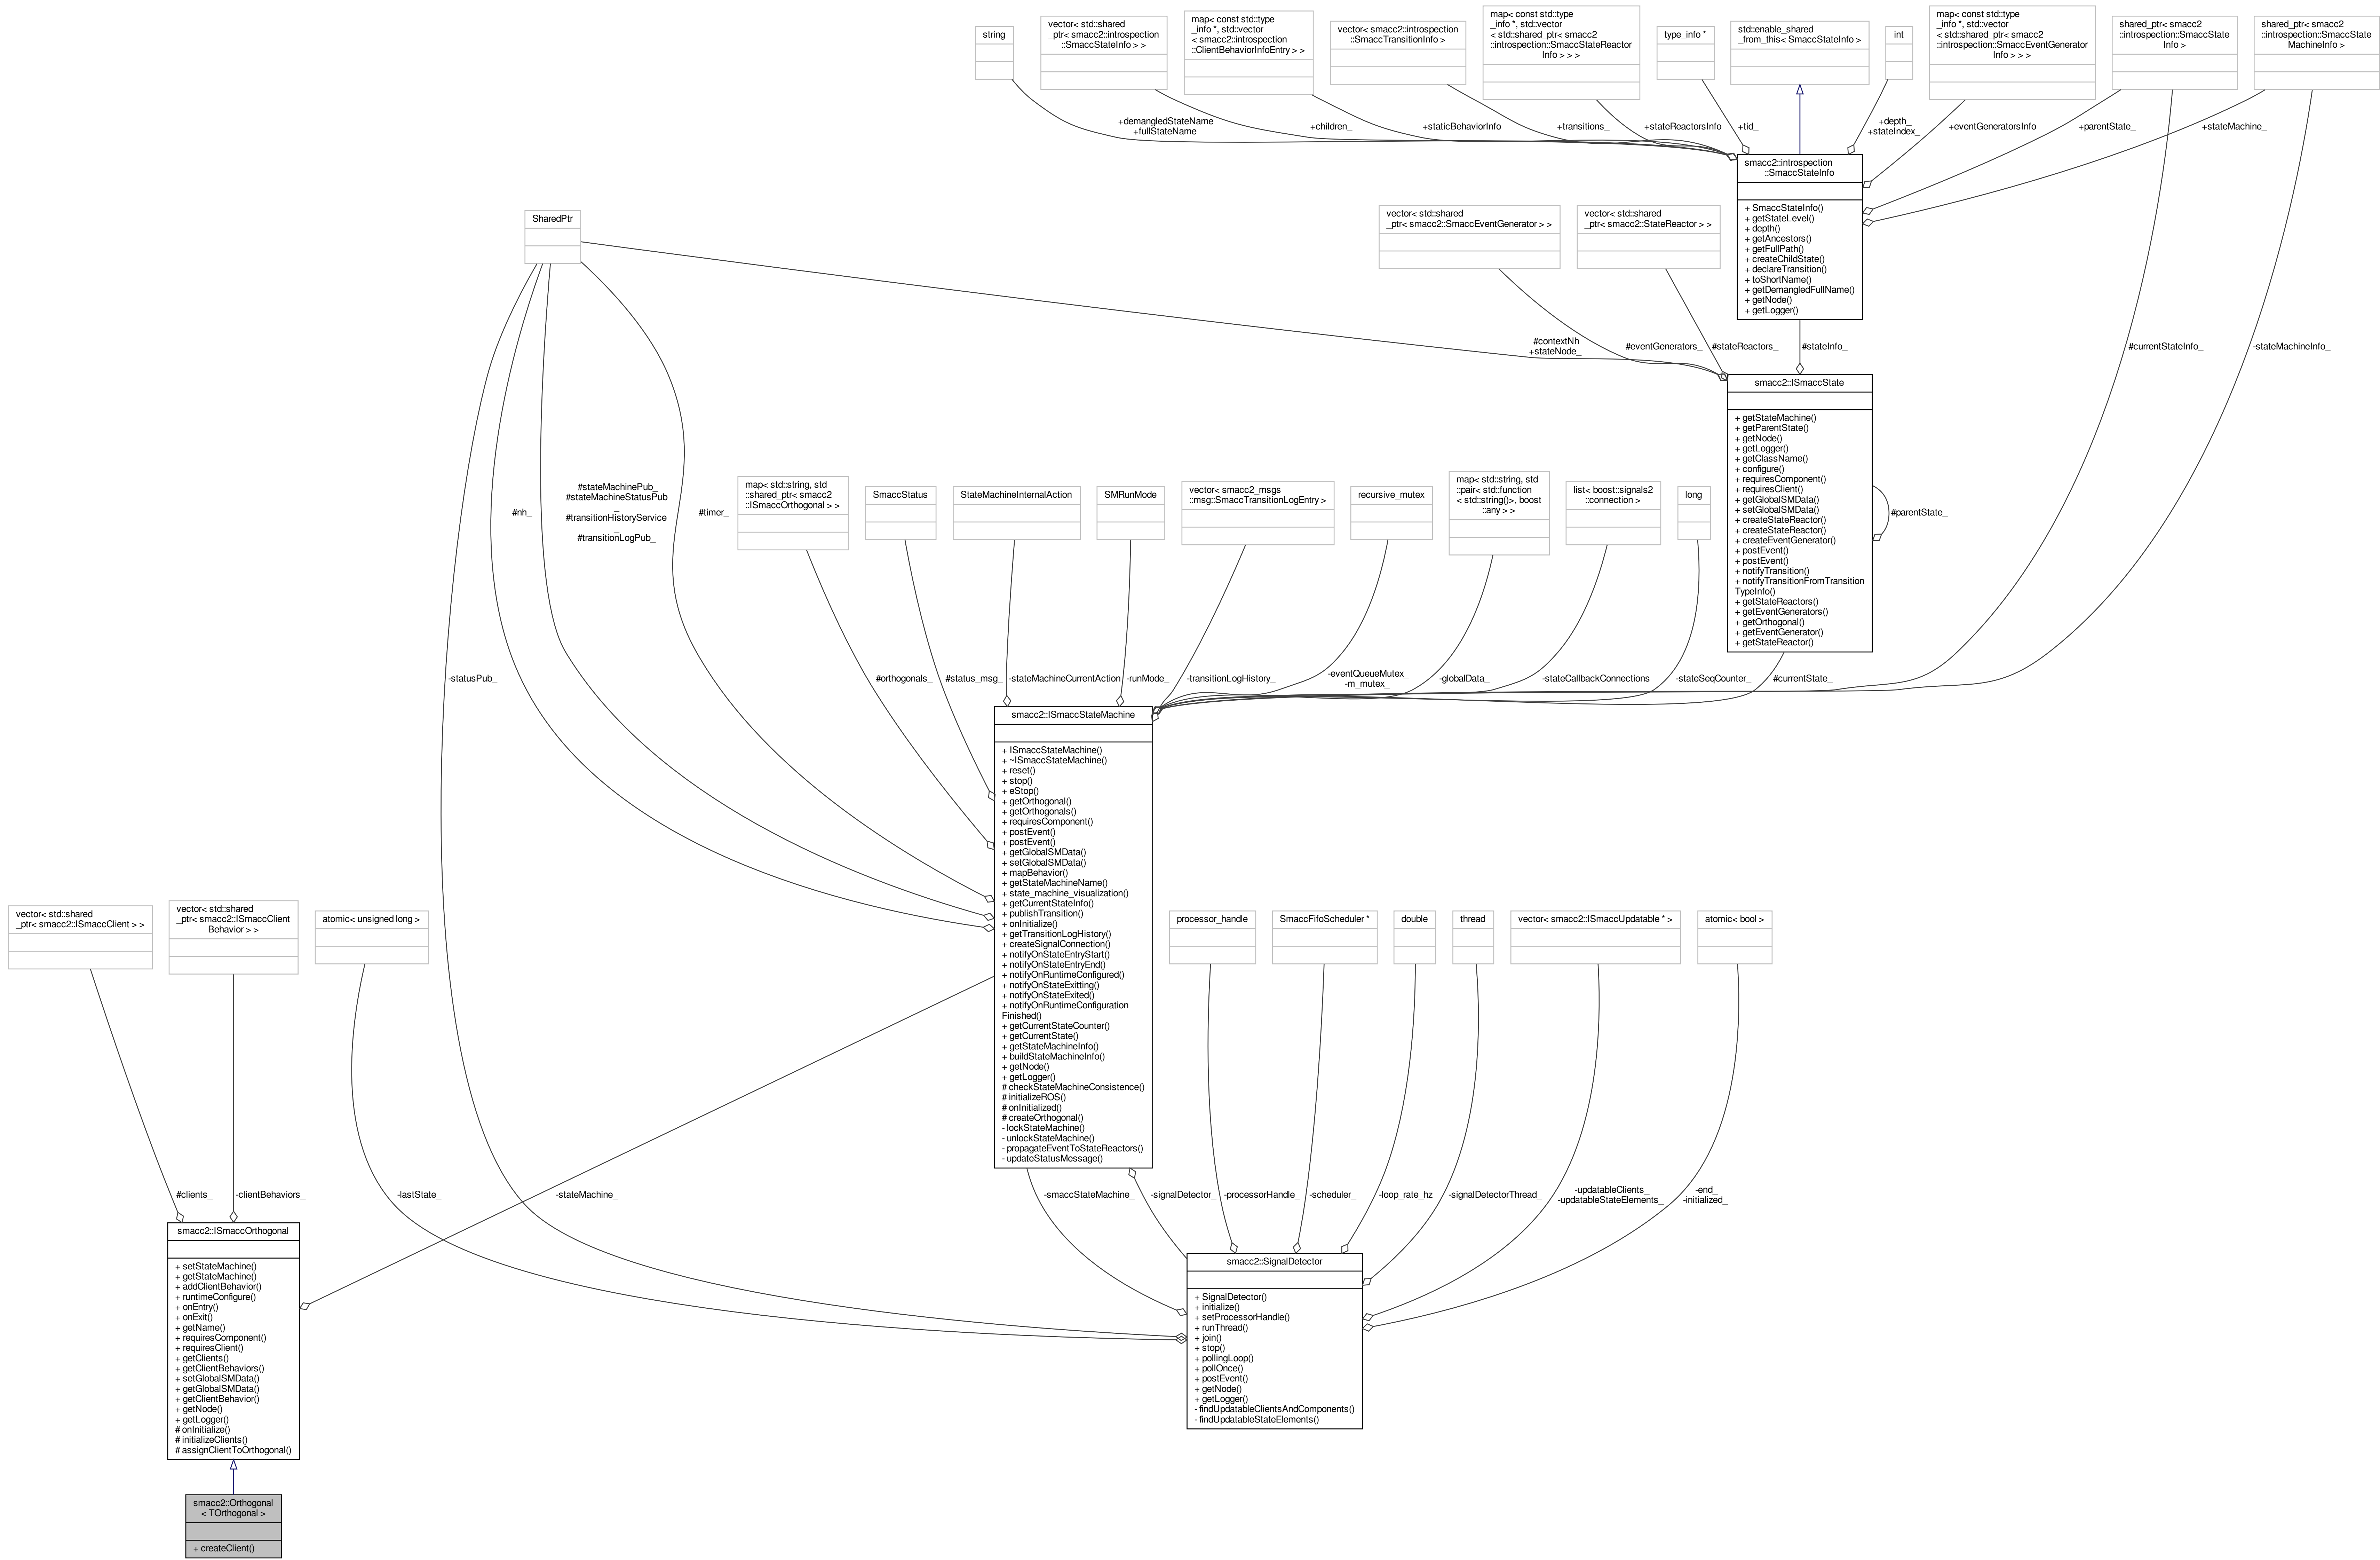 string
vector< std::shared
_ptr< smacc2::introspection
::SmaccStateInfo > >
map< const std::type
_info *, std::vector
< smacc2::introspection
::ClientBehaviorInfoEntry > >
vector< smacc2::introspection
::SmaccTransitionInfo >
map< const std::type
_info *, std::vector
< std::shared_ptr< smacc2
::introspection::SmaccStateReactor
Info > > >
type_info *
std::enable_shared
_from_this< SmaccStateInfo >
int
map< const std::type
_info *, std::vector
< std::shared_ptr< smacc2
::introspection::SmaccEventGenerator
Info > > >
shared_ptr< smacc2
::introspection::SmaccState
Info >
shared_ptr< smacc2
::introspection::SmaccState
MachineInfo >
+demangledStateName
+fullStateName
+children_
+staticBehaviorInfo
+transitions_
+stateReactorsInfo
+tid_
+depth_
+stateIndex_
+eventGeneratorsInfo
+parentState_
+stateMachine_
smacc2::introspection
::SmaccStateInfo
+ SmaccStateInfo()
+ getStateLevel()
+ depth()
+ getAncestors()
+ getFullPath()
+ createChildState()
+ declareTransition()
+ toShortName()
+ getDemangledFullName()
+ getNode()
+ getLogger()
SharedPtr
vector< std::shared
_ptr< smacc2::SmaccEventGenerator > >
vector< std::shared
_ptr< smacc2::StateReactor > >
#contextNh
+stateNode_
#eventGenerators_
#stateReactors_
#stateInfo_
#currentStateInfo_
-stateMachineInfo_
smacc2::ISmaccState
+ getStateMachine()
+ getParentState()
+ getNode()
+ getLogger()
+ getClassName()
+ configure()
+ requiresComponent()
+ requiresClient()
+ getGlobalSMData()
+ setGlobalSMData()
+ createStateReactor()
+ createStateReactor()
+ createEventGenerator()
+ postEvent()
+ postEvent()
+ notifyTransition()
+ notifyTransitionFromTransition
TypeInfo()
+ getStateReactors()
+ getEventGenerators()
+ getOrthogonal()
+ getEventGenerator()
+ getStateReactor()
#parentState_
#nh_
#stateMachinePub_
#stateMachineStatusPub
_
#transitionHistoryService
_
#transitionLogPub_
#timer_
map< std::string, std
::shared_ptr< smacc2
::ISmaccOrthogonal > >
SmaccStatus
StateMachineInternalAction
SMRunMode
vector< smacc2_msgs
::msg::SmaccTransitionLogEntry >
recursive_mutex
map< std::string, std
::pair< std::function
< std::string()>, boost
::any > >
list< boost::signals2
::connection >
long
-statusPub_
#orthogonals_
#status_msg_
-stateMachineCurrentAction
-runMode_
-transitionLogHistory_
-eventQueueMutex_
-m_mutex_
-globalData_
-stateCallbackConnections
-stateSeqCounter_
#currentState_
smacc2::ISmaccStateMachine
+ ISmaccStateMachine()
+ ~ISmaccStateMachine()
+ reset()
+ stop()
+ eStop()
+ getOrthogonal()
+ getOrthogonals()
+ requiresComponent()
+ postEvent()
+ postEvent()
+ getGlobalSMData()
+ setGlobalSMData()
+ mapBehavior()
+ getStateMachineName()
+ state_machine_visualization()
+ getCurrentStateInfo()
+ publishTransition()
+ onInitialize()
+ getTransitionLogHistory()
+ createSignalConnection()
+ notifyOnStateEntryStart()
+ notifyOnStateEntryEnd()
+ notifyOnRuntimeConfigured()
+ notifyOnStateExitting()
+ notifyOnStateExited()
+ notifyOnRuntimeConfiguration
Finished()
+ getCurrentStateCounter()
+ getCurrentState()
+ getStateMachineInfo()
+ buildStateMachineInfo()
+ getNode()
+ getLogger()
# checkStateMachineConsistence()
# initializeROS()
# onInitialized()
# createOrthogonal()
- lockStateMachine()
- unlockStateMachine()
- propagateEventToStateReactors()
- updateStatusMessage()
vector< std::shared
_ptr< smacc2::ISmaccClient > >
vector< std::shared
_ptr< smacc2::ISmaccClient
Behavior > >
atomic< unsigned long >
processor_handle
SmaccFifoScheduler *
double
thread
vector< smacc2::ISmaccUpdatable * >
atomic< bool >
#clients_
-clientBehaviors_
-lastState_
-stateMachine_
-smaccStateMachine_
-signalDetector_
-processorHandle_
-scheduler_
-loop_rate_hz
-signalDetectorThread_
-updatableClients_
-updatableStateElements_
-end_
-initialized_
smacc2::ISmaccOrthogonal
+ setStateMachine()
+ getStateMachine()
+ addClientBehavior()
+ runtimeConfigure()
+ onEntry()
+ onExit()
+ getName()
+ requiresComponent()
+ requiresClient()
+ getClients()
+ getClientBehaviors()
+ setGlobalSMData()
+ getGlobalSMData()
+ getClientBehavior()
+ getNode()
+ getLogger()
# onInitialize()
# initializeClients()
# assignClientToOrthogonal()
smacc2::SignalDetector
+ SignalDetector()
+ initialize()
+ setProcessorHandle()
+ runThread()
+ join()
+ stop()
+ pollingLoop()
+ pollOnce()
+ postEvent()
+ getNode()
+ getLogger()
- findUpdatableClientsAndComponents()
- findUpdatableStateElements()
smacc2::Orthogonal
< TOrthogonal >
+ createClient()